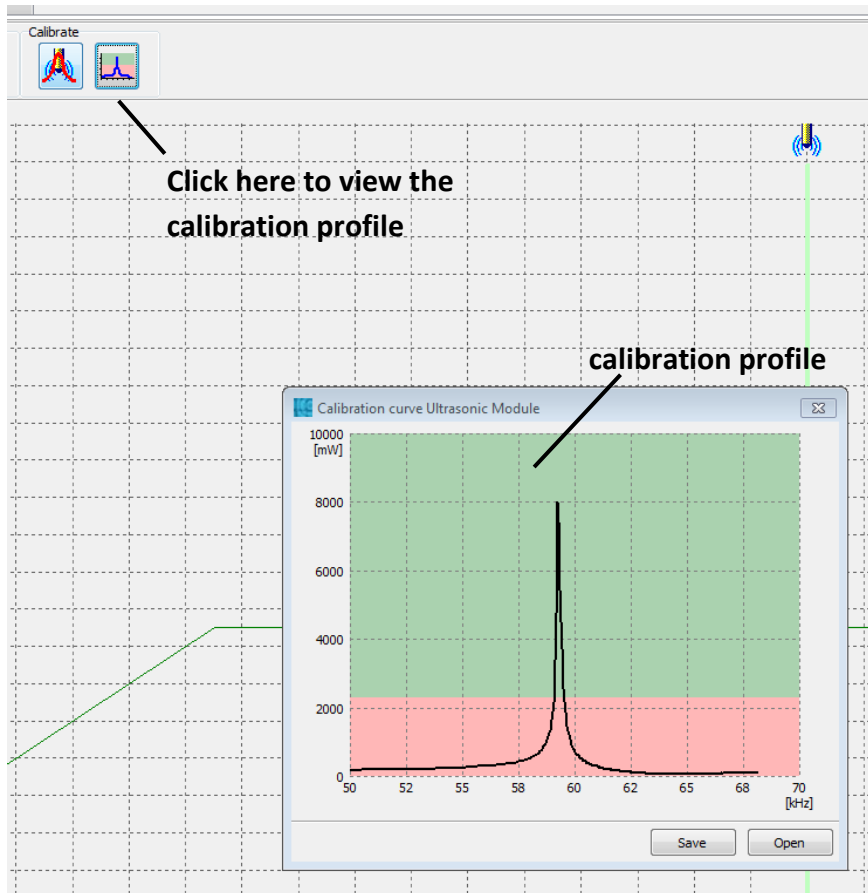 Calibrate
Click here to view the
calibration profile
calibration profile
Calibration curve Ultrasonic Module
10000
[mW]
8000
6000
4000
2000
0
50 52 55 58 60 62 65 68 70
[kHz]
Save Open